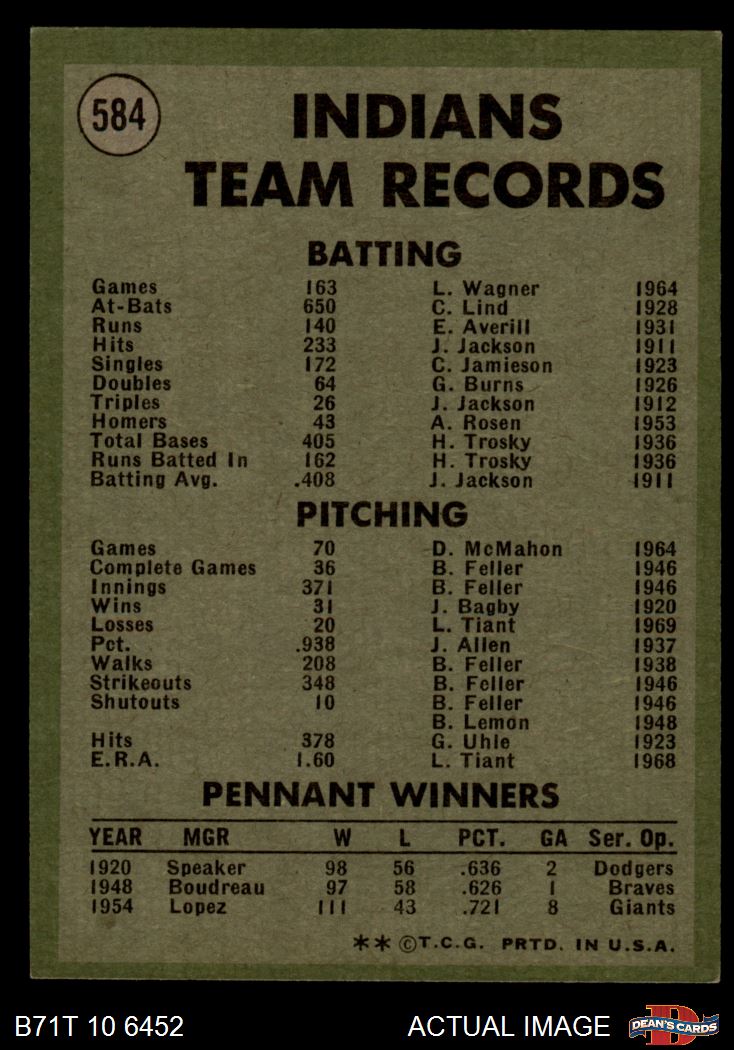 584
INDIANS
TEAM RECORDS
BATTING
Games 163 L. Wagner 1964
At-Bats 650 C. Lind 1928
Runs 140 E. Averill 1931
Hits 233 J. Jackson 1911
Singles 172 C. Jamieson 1923
Doubles 64 G. Burns 1926
Triples 26 J. Jackson 1912
Homers 43 A. Rosen 1953
Total Bases 405 H. Trosky 1936
Runs Batted In 162 H. Trosky 1936
Batting Avg. .408 J. Jackson 1911
PITCHING
Games 70 D. McMahon 1964
Complete Games 36 B. Feller 1946
Innings 371 B. Feller 1946
Wins 31 J. Bagby 1920
Losses 20 L. Tiant 1969
Pct. .938 J. Allen 1937
Walks 208 B. Feller 1938
Strikeouts 348 B. Feller 1946
Shutouts 10 B. Feller 1946
B. Lemon 1948
Hits 378 G. Uhle 1923
E.R.A. 1.60 L. Tiant 1968
PENNANT WINNERS
YEAR MGR W L PCT. GA Ser. Op.
1920 Speaker 98 56 .636 2 Dodgers
1948 Boudreau 97 58 .626 1 Braves
1954 Lopez 111 43 .721 8 Giants
** ©T.C.G. PRTD. IN U.S.A.
B71T 10 6452 ACTUAL IMAGE DEAN'S CARDS